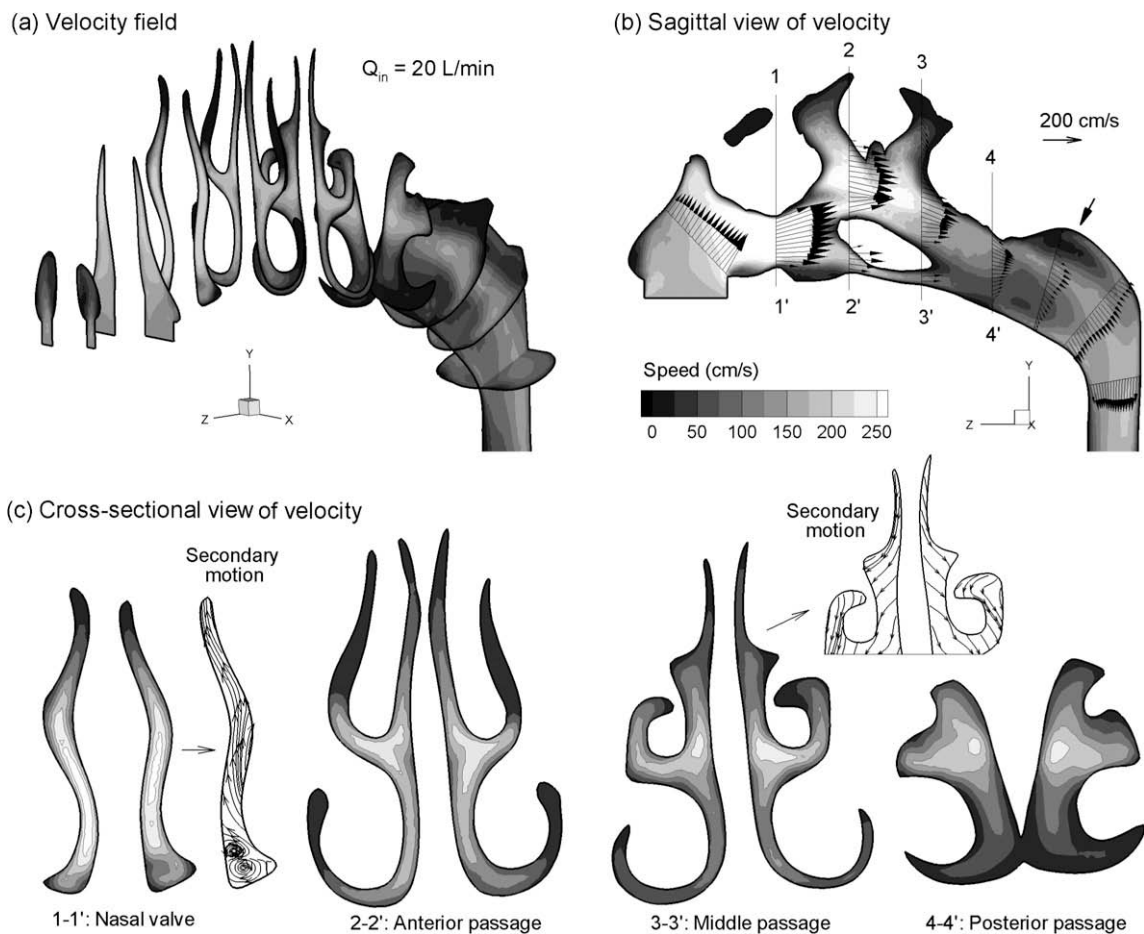 (a) Velocity field
Q_in = 20 L/min
Y
Z
X
(b) Sagittal view of velocity
1
2
3
4
200 cm/s
1'
2'
3'
4'
Speed (cm/s)
0 50 100 150 200 250
Y
Z
X
(c) Cross-sectional view of velocity
Secondary
motion
Secondary
motion
1-1': Nasal valve
2-2': Anterior passage
3-3': Middle passage
4-4': Posterior passage